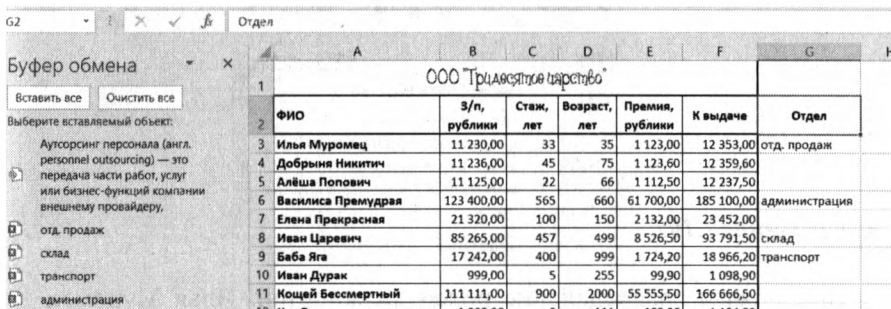 G2 fx Отдел
Буфер обмена
Вставить все Очистить все
Выберите вставляемый объект:
Аутсорсинг персонала (англ.
personnel outsourcing) — это
передача части работ, услуг
или бизнес-функций компании
внешнему провайдеру,
отд. продаж
склад
транспорт
администрация
A B C D E F G H
1 ООО "Тридесятое царство"
2 ФИО З/п, рублики Стаж, лет Возраст, лет Премия, рублики К выдаче Отдел
3 Илья Муромец 11 230,00 33 35 1 123,00 12 353,00 отд. продаж
4 Добрыня Никитич 11 236,00 45 75 1 123,60 12 359,60
5 Алёша Попович 11 125,00 22 66 1 112,50 12 237,50
6 Василиса Премудрая 123 400,00 565 660 61 700,00 185 100,00 администрация
7 Елена Прекрасная 21 320,00 100 150 2 132,00 23 452,00
8 Иван Царевич 85 265,00 457 499 8 526,50 93 791,50 склад
9 Баба Яга 17 242,00 400 999 1 724,20 18 966,20 транспорт
10 Иван Дурак 999,00 5 255 99,90 1 098,90
11 Кощей Бессмертный 111 111,00 900 2000 55 555,50 166 666,50